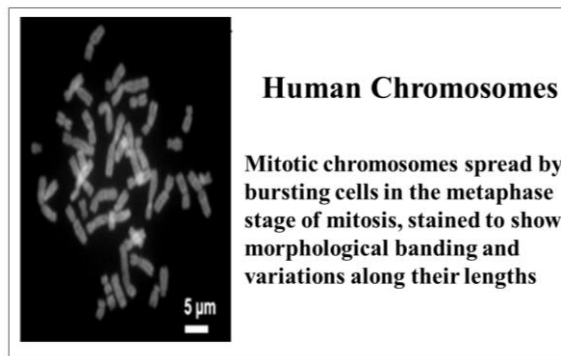 Human Chromosomes
Mitotic chromosomes spread by
bursting cells in the metaphase
stage of mitosis, stained to show
morphological banding and
variations along their lengths
5 µm